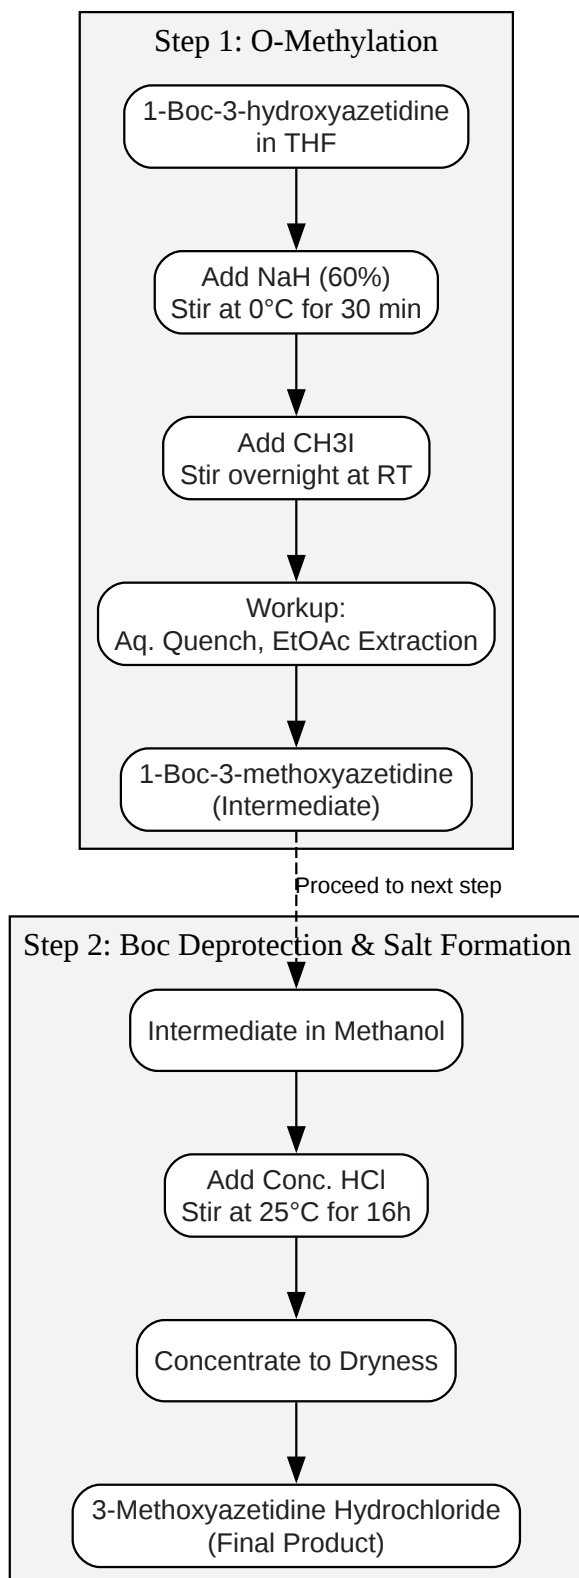 Step 1: O-Methylation
1-Boc-3-hydroxyazetidine
in THF
Add NaH (60%)
Stir at 0°C for 30 min
Add CH3I
Stir overnight at RT
Workup:
Aq. Quench, EtOAc Extraction
1-Boc-3-methoxyazetidine
(Intermediate)
Proceed to next step
Step 2: Boc Deprotection & Salt Formation
Intermediate in Methanol
Add Conc. HCl
Stir at 25°C for 16h
Concentrate to Dryness
3-Methoxyazetidine Hydrochloride
(Final Product)